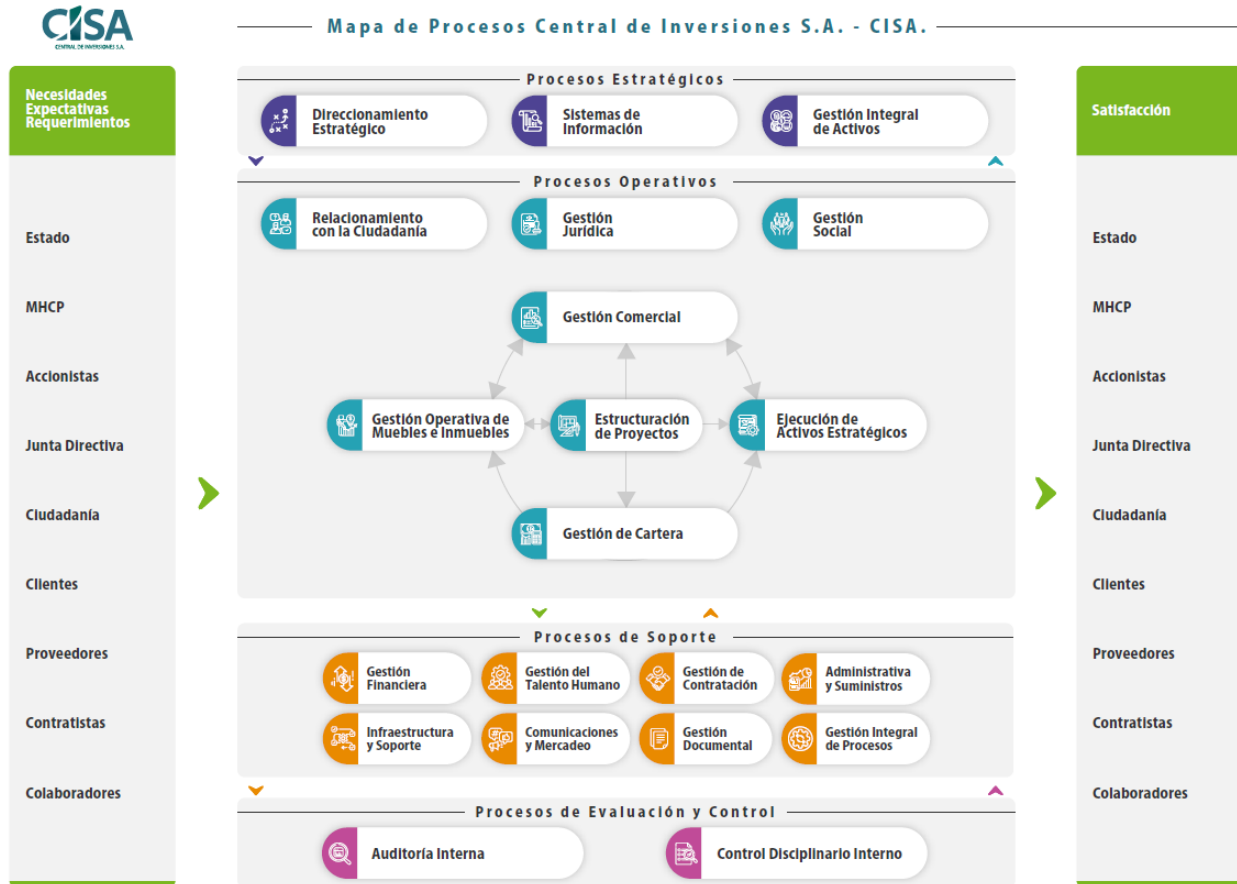 CISA
CENTRAL DE INVERSIONES S.A.
Mapa de Procesos Central de Inversiones S.A. - CISA.
Necesidades
Expectativas
Requerimientos
Estado
MHCP
Accionistas
Junta Directiva
Ciudadanía
Clientes
Proveedores
Contratistas
Colaboradores
Procesos Estratégicos
Direccionamiento
Estratégico
Sistemas de
Información
Gestión Integral
de Activos
Procesos Operativos
Relacionamiento
con la Ciudadanía
Gestión
Jurídica
Gestión
Social
Gestión Comercial
Gestión Operativa de
Muebles e Inmuebles
Estructuración
de Proyectos
Ejecución de
Activos Estratégicos
Gestión de Cartera
Procesos de Soporte
Gestión
Financiera
Gestión del
Talento Humano
Gestión de
Contratación
Administrativa
y Suministros
Infraestructura
y Soporte
Comunicaciones
y Mercadeo
Gestión
Documental
Gestión Integral
de Procesos
Procesos de Evaluación y Control
Auditoría Interna
Control Disciplinario Interno
Satisfacción
Estado
MHCP
Accionistas
Junta Directiva
Ciudadanía
Clientes
Proveedores
Contratistas
Colaboradores